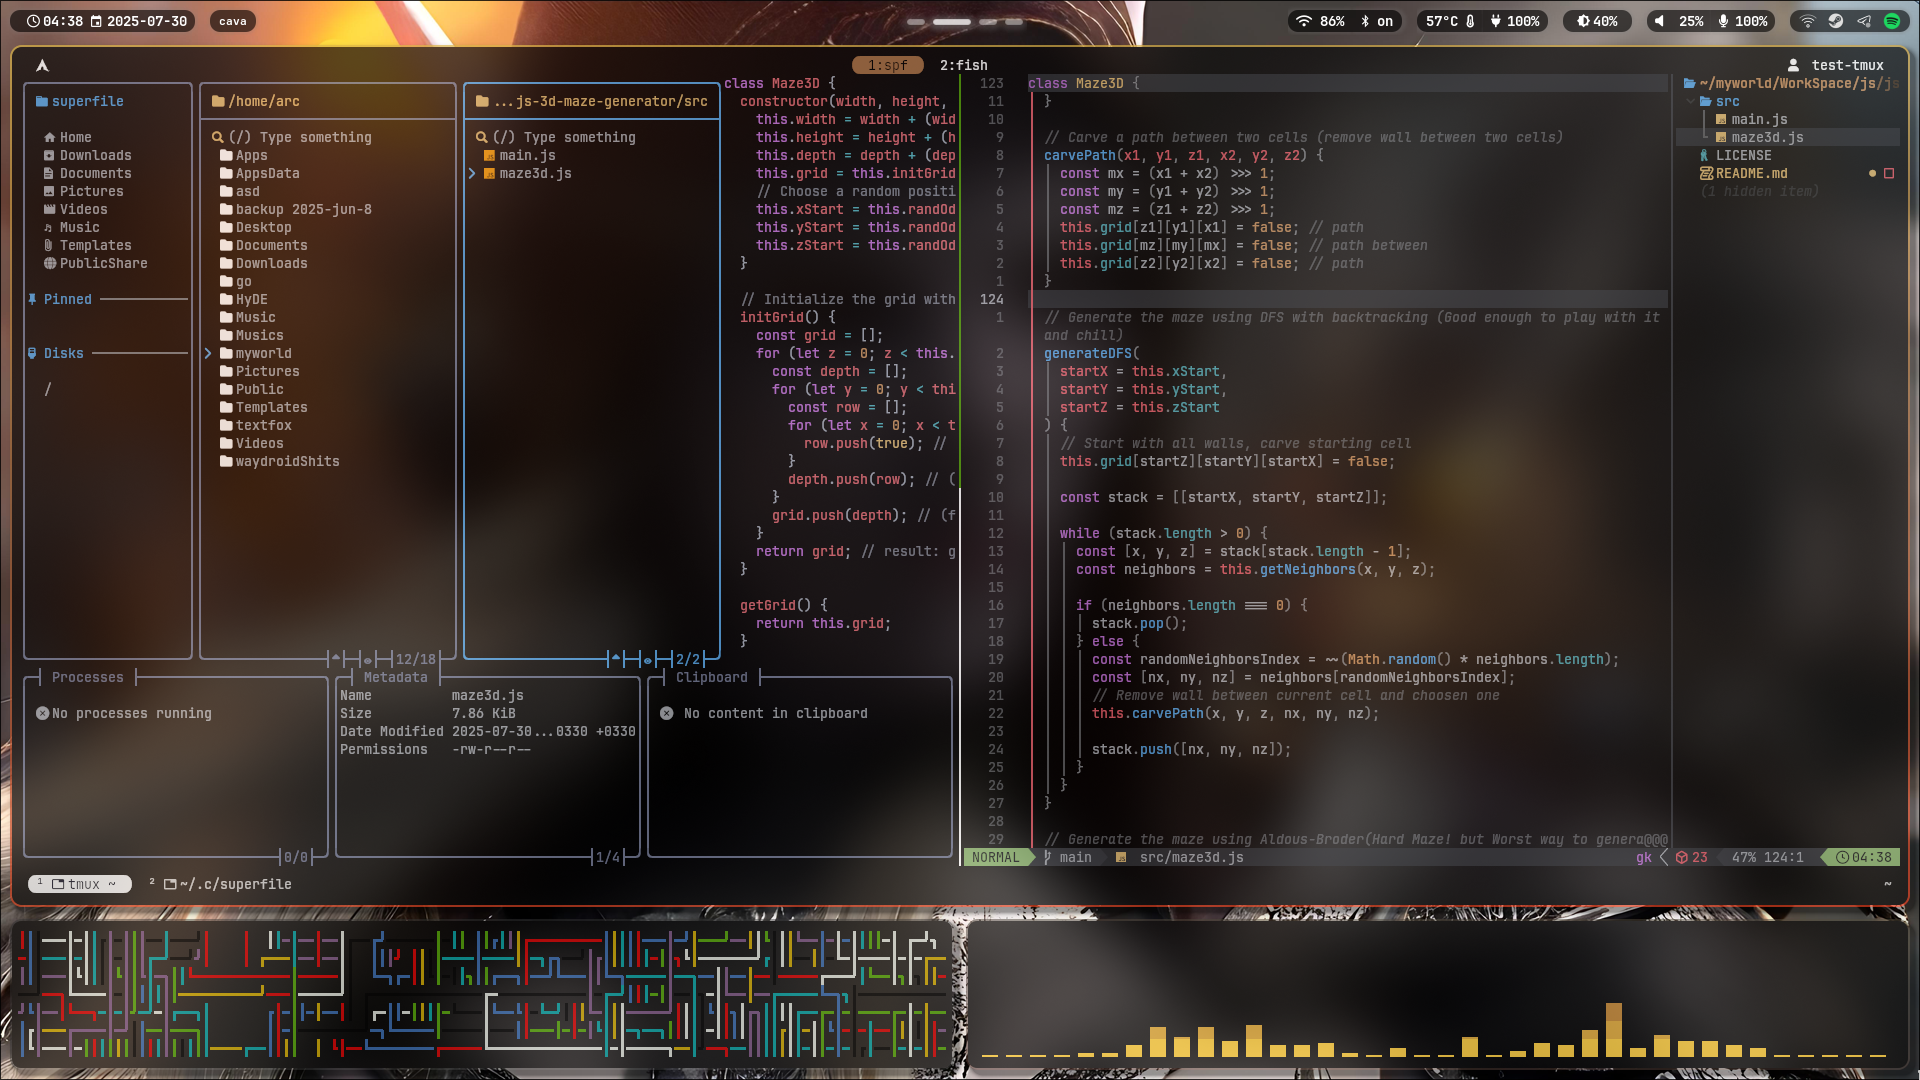 04:38 2025-07-30 cava
86% on 57°C 100% 40% 25% 100%
1:spf 2:fish
test-tmux
superfile
Home
Downloads
Documents
Pictures
Videos
Music
Templates
PublicShare
Pinned
Disks
/
/home/arc
(/) Type something
Apps
AppsData
asd
backup 2025-jun-8
Desktop
Documents
Downloads
go
HyDE
Music
Musics
myworld
Pictures
Public
Templates
textfox
Videos
waydroidShits
12/18
...js-3d-maze-generator/src
(/) Type something
main.js
maze3d.js
2/2
class Maze3D {
constructor(width, height,
this.width = width + (wid
this.height = height + (h
this.depth = depth + (dep
this.grid = this.initGrid
// Choose a random positi
this.xStart = this.randOd
this.yStart = this.randOd
this.zStart = this.randOd
}
// Initialize the grid with
initGrid() {
const grid = [];
for (let z = 0; z < this.
const depth = [];
for (let y = 0; y < thi
const row = [];
for (let x = 0; x < t
row.push(true); //
}
depth.push(row); // (
}
grid.push(depth); // (f
}
return grid; // result: g
}
getGrid() {
return this.grid;
}
Processes
No processes running
0/0
Metadata
Name maze3d.js
Size 7.86 KiB
Date Modified 2025-07-30...0330 +0330
Permissions -rw-r--r--
1/4
Clipboard
No content in clipboard
123 class Maze3D {
11 }
10
9 // Carve a path between two cells (remove wall between two cells)
8 carvePath(x1, y1, z1, x2, y2, z2) {
7 const mx = (x1 + x2) >>> 1;
6 const my = (y1 + y2) >>> 1;
5 const mz = (z1 + z2) >>> 1;
4 this.grid[z1][y1][x1] = false; // path
3 this.grid[mz][my][mx] = false; // path between
2 this.grid[z2][y2][x2] = false; // path
1 }
124
1 // Generate the maze using DFS with backtracking (Good enough to play with it
and chill)
2 generateDFS(
3 startX = this.xStart,
4 startY = this.yStart,
5 startZ = this.zStart
6 ) {
7 // Start with all walls, carve starting cell
8 this.grid[startZ][startY][startX] = false;
9
10 const stack = [[startX, startY, startZ]];
11
12 while (stack.length > 0) {
13 const [x, y, z] = stack[stack.length - 1];
14 const neighbors = this.getNeighbors(x, y, z);
15
16 if (neighbors.length === 0) {
17 stack.pop();
18 } else {
19 const randomNeighborsIndex = ~~(Math.random() * neighbors.length);
20 const [nx, ny, nz] = neighbors[randomNeighborsIndex];
21 // Remove wall between current cell and choosen one
22 this.carvePath(x, y, z, nx, ny, nz);
23
24 stack.push([nx, ny, nz]);
25 }
26 }
27 }
28
29 // Generate the maze using Aldous-Broder(Hard Maze! but Worst way to genera@@@
NORMAL main src/maze3d.js gk 23 47% 124:1 04:38
~/myworld/WorkSpace/js/js
src
main.js
maze3d.js
LICENSE
README.md
(1 hidden item)
1 tmux ~ 2 ~/.c/superfile ~